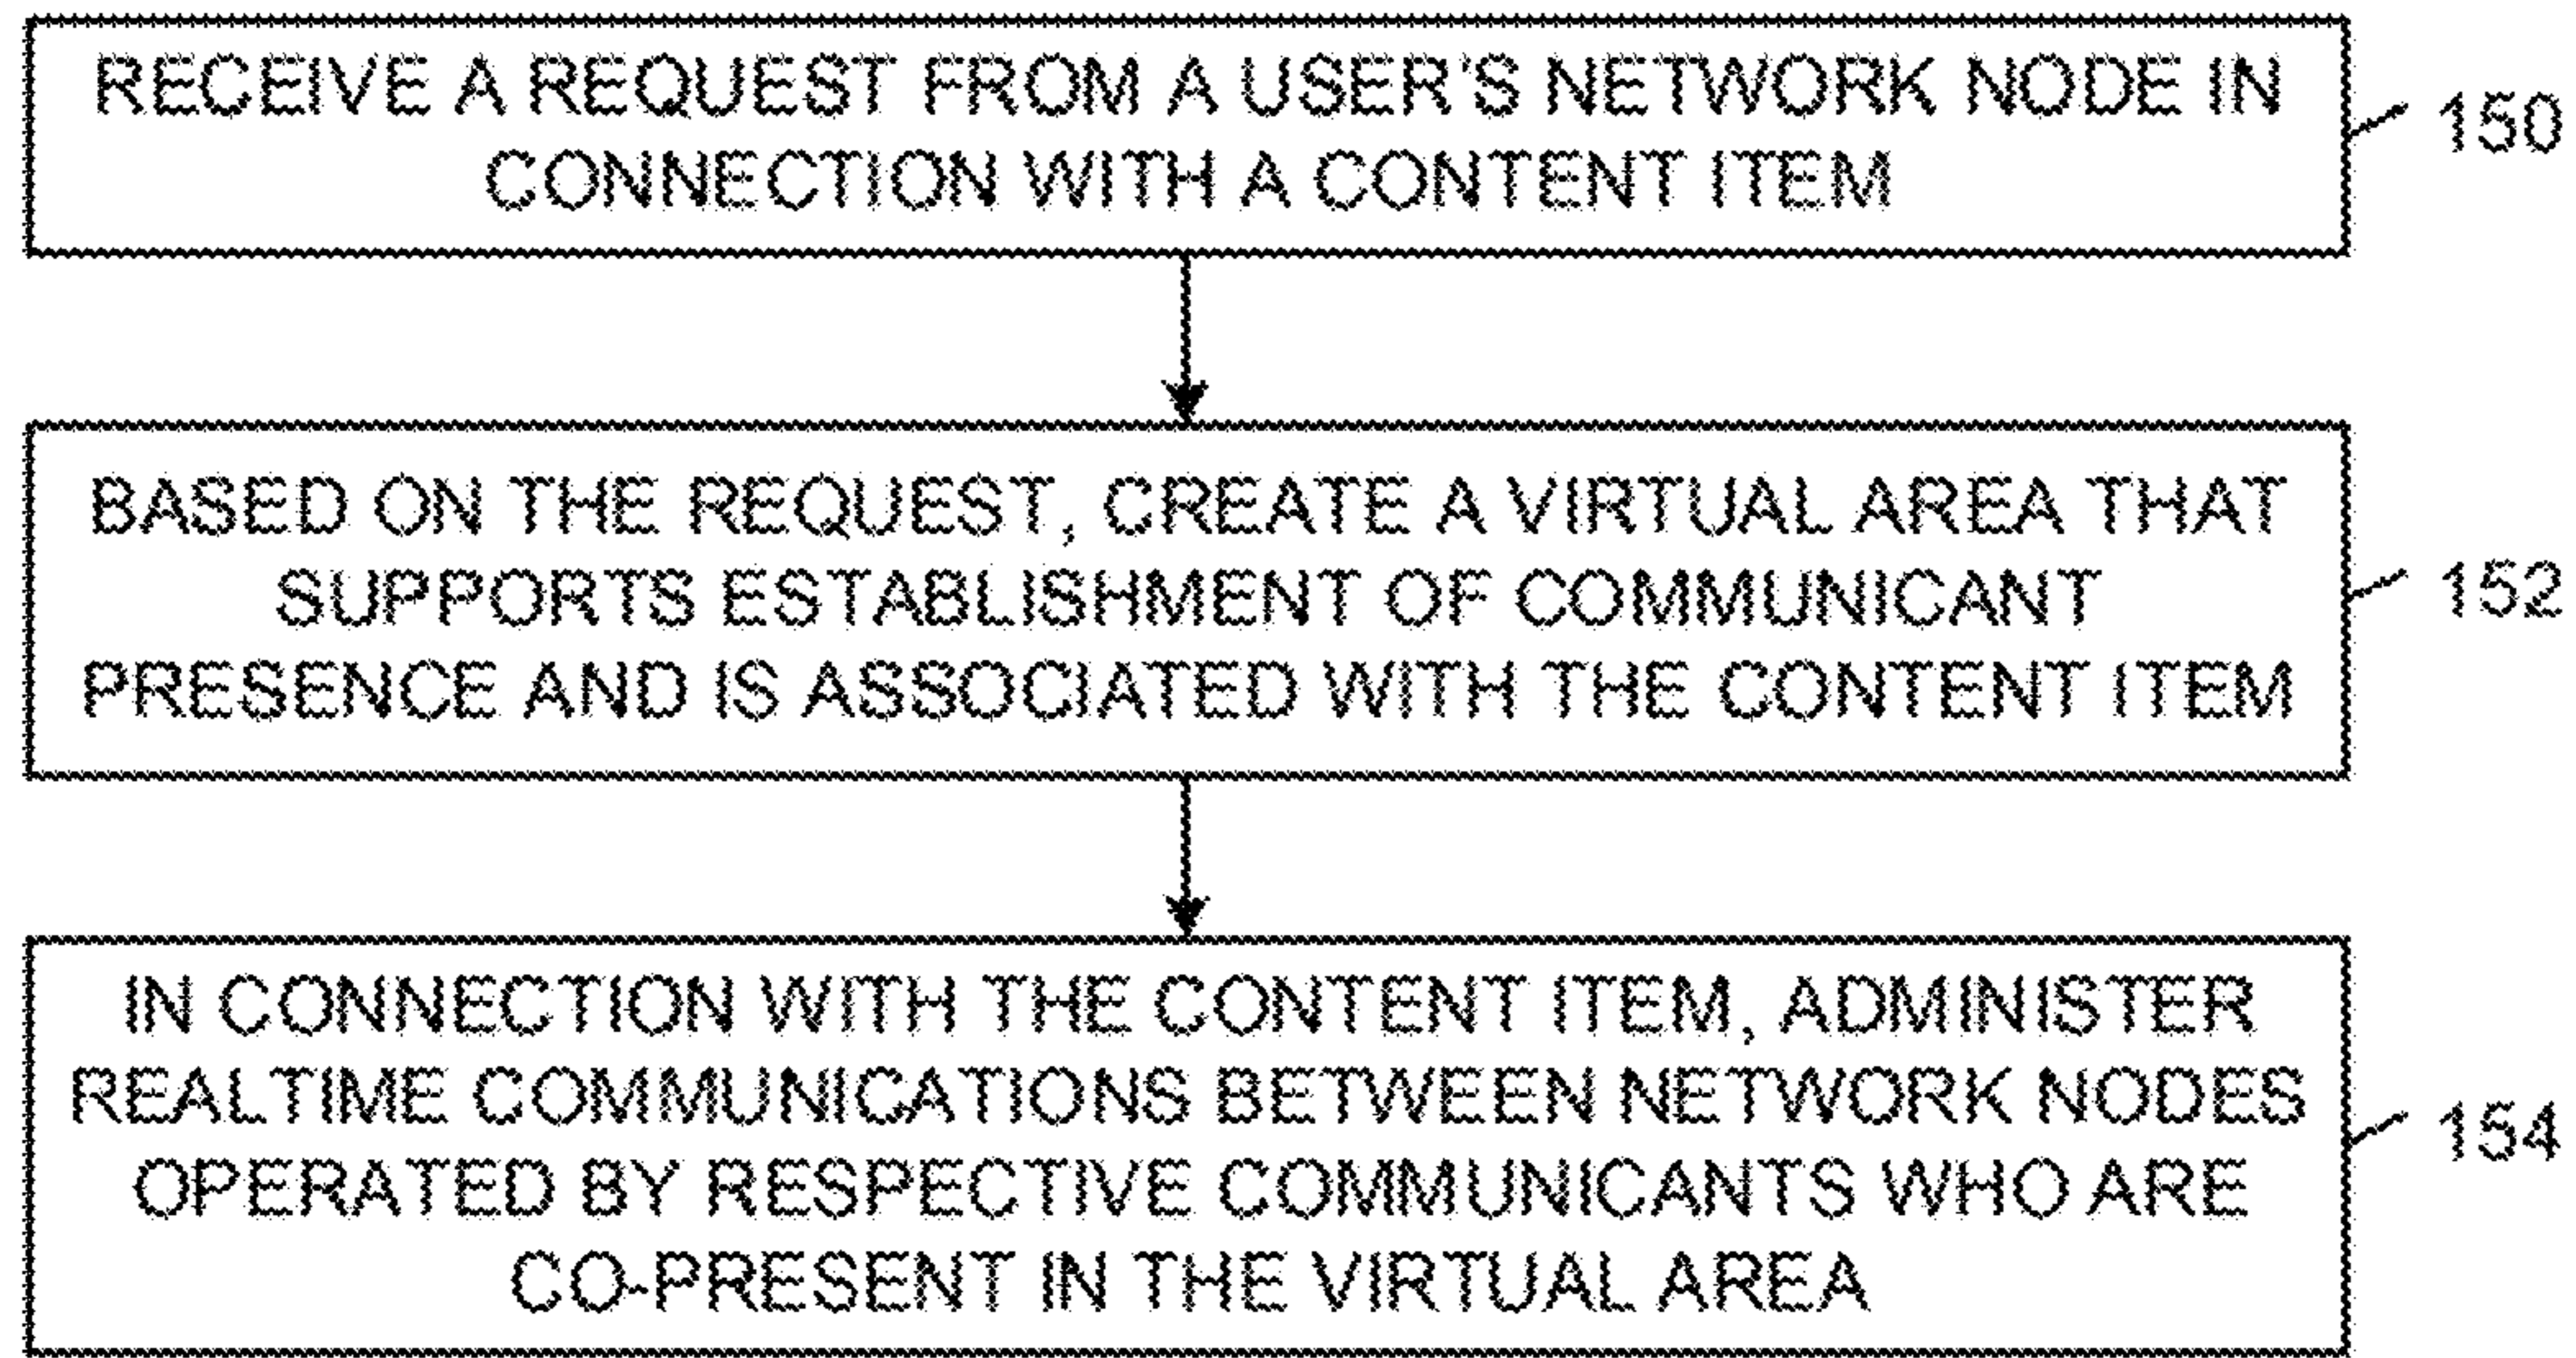 RECEIVE A REQUEST FROM A USER'S NETWORK NODE IN
CONNECTION WITH A CONTENT ITEM
150
BASED ON THE REQUEST, CREATE A VIRTUAL AREA THAT
SUPPORTS ESTABLISHMENT OF COMMUNICANT
PRESENCE AND IS ASSOCIATED WITH THE CONTENT ITEM
152
IN CONNECTION WITH THE CONTENT ITEM, ADMINISTER
REALTIME COMMUNICATIONS BETWEEN NETWORK NODES
OPERATED BY RESPECTIVE COMMUNICANTS WHO ARE
CO-PRESENT IN THE VIRTUAL AREA
154